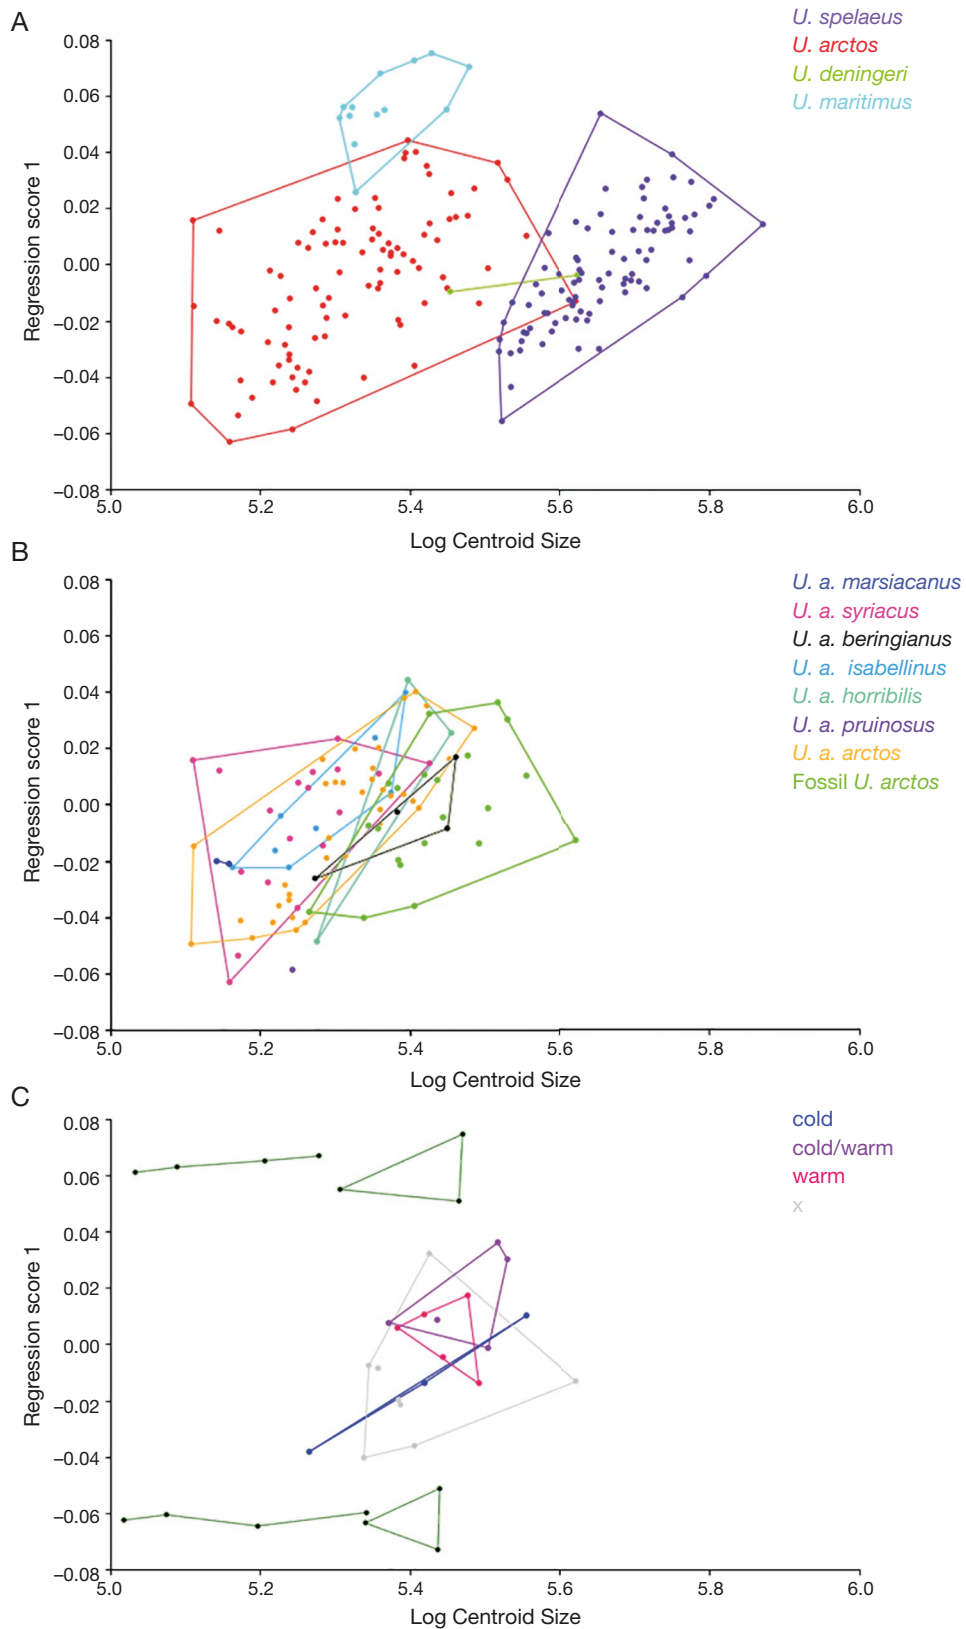 A
U. spelaeus
U. arctos
U. deningeri
U. maritimus
Regression score 1
0.08
0.06
0.04
0.02
0.00
–0.02
–0.04
–0.06
–0.08
5.0 5.2 5.4 5.6 5.8 6.0
Log Centroid Size
B
U. a. marsiacanus
U. a. syriacus
U. a. beringianus
U. a. isabellinus
U. a. horribilis
U. a. pruinosus
U. a. arctos
Fossil U. arctos
Regression score 1
0.08
0.06
0.04
0.02
0.00
–0.02
–0.04
–0.06
–0.08
5.0 5.2 5.4 5.6 5.8 6.0
Log Centroid Size
C
cold
cold/warm
warm
x
Regression score 1
0.08
0.06
0.04
0.02
0.00
–0.02
–0.04
–0.06
–0.08
5.0 5.2 5.4 5.6 5.8 6.0
Log Centroid Size